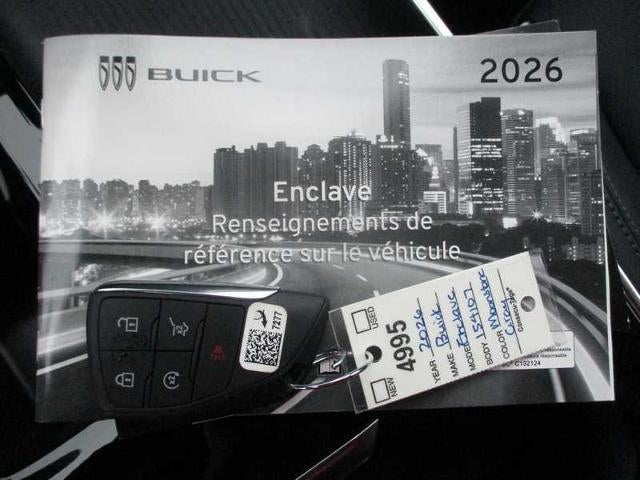 BUICK
2026
Enclave
Renseignements de
référence sur le véhicule
7277
USED
NEW
4995
YEAR 2026
MAKE Buick
MODEL Enclave
BODY
COLOR
C132124